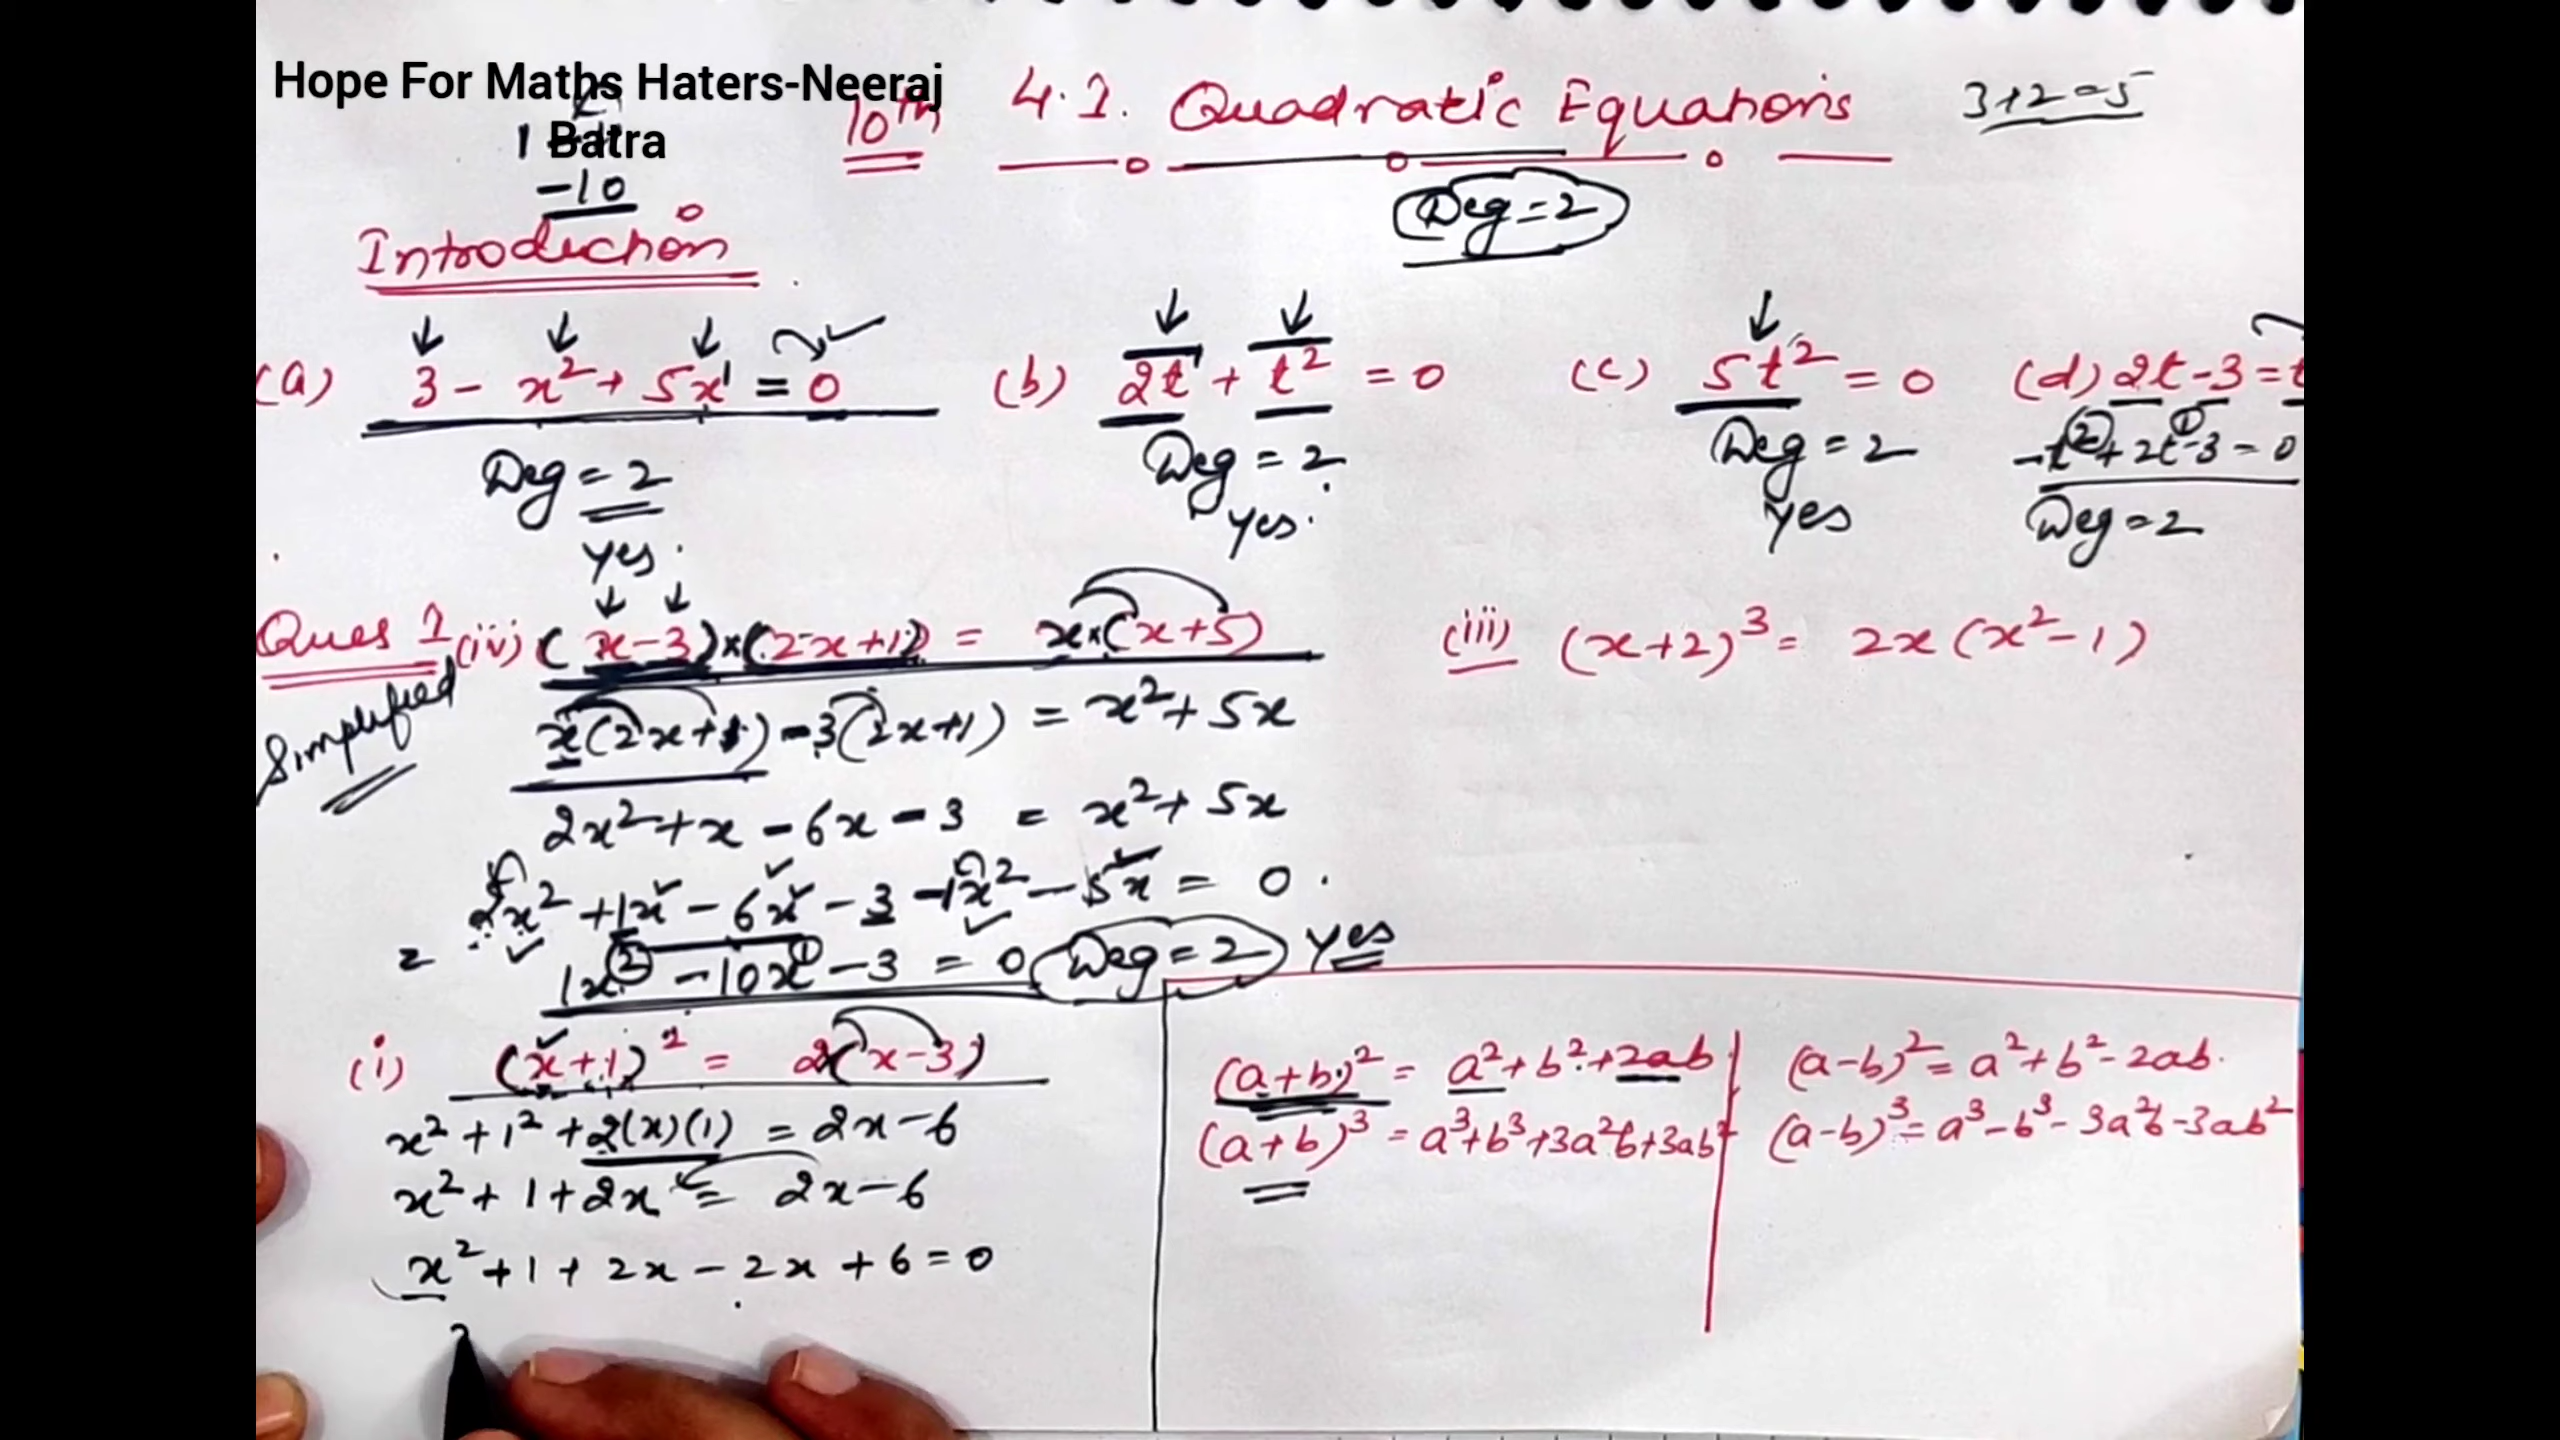 Hope For Maths Haters-Neeraj
Batra
-10
10th 4.1. Quadratic Equations
3+2=5
Deg=2
Introduction
(a) 3 - x² + 5x¹ = 0
Deg = 2
yes.
(b) 2t¹ + t² = 0
Deg = 2
yes.
(c) 5t² = 0
Deg = 2
yes
(d) 2t-3=t
-t²+2t¹-3=0
Deg=2
Ques 1 (iv) (x-3)×(2x+1) = x×(x+5)
Simplified
x(2x+1)-3(2x+1) = x²+5x
2x²+x-6x-3 = x²+5x
2x²+1x-6x-3-1x²-5x = 0.
= 1x²-10x¹-3 = 0 Deg=2 yes
(iii) (x+2)³= 2x(x²-1)
(i) (x+1)² = 2(x-3)
x²+1²+2(x)(1) = 2x-6
x²+1+2x = 2x-6
x²+1+2x-2x+6=0
(a+b)² = a²+b²+2ab
(a+b)³=a³+b³+3a²b+3ab²
(a-b)²=a²+b²-2ab.
(a-b)³=a³-b³-3a²b-3ab²